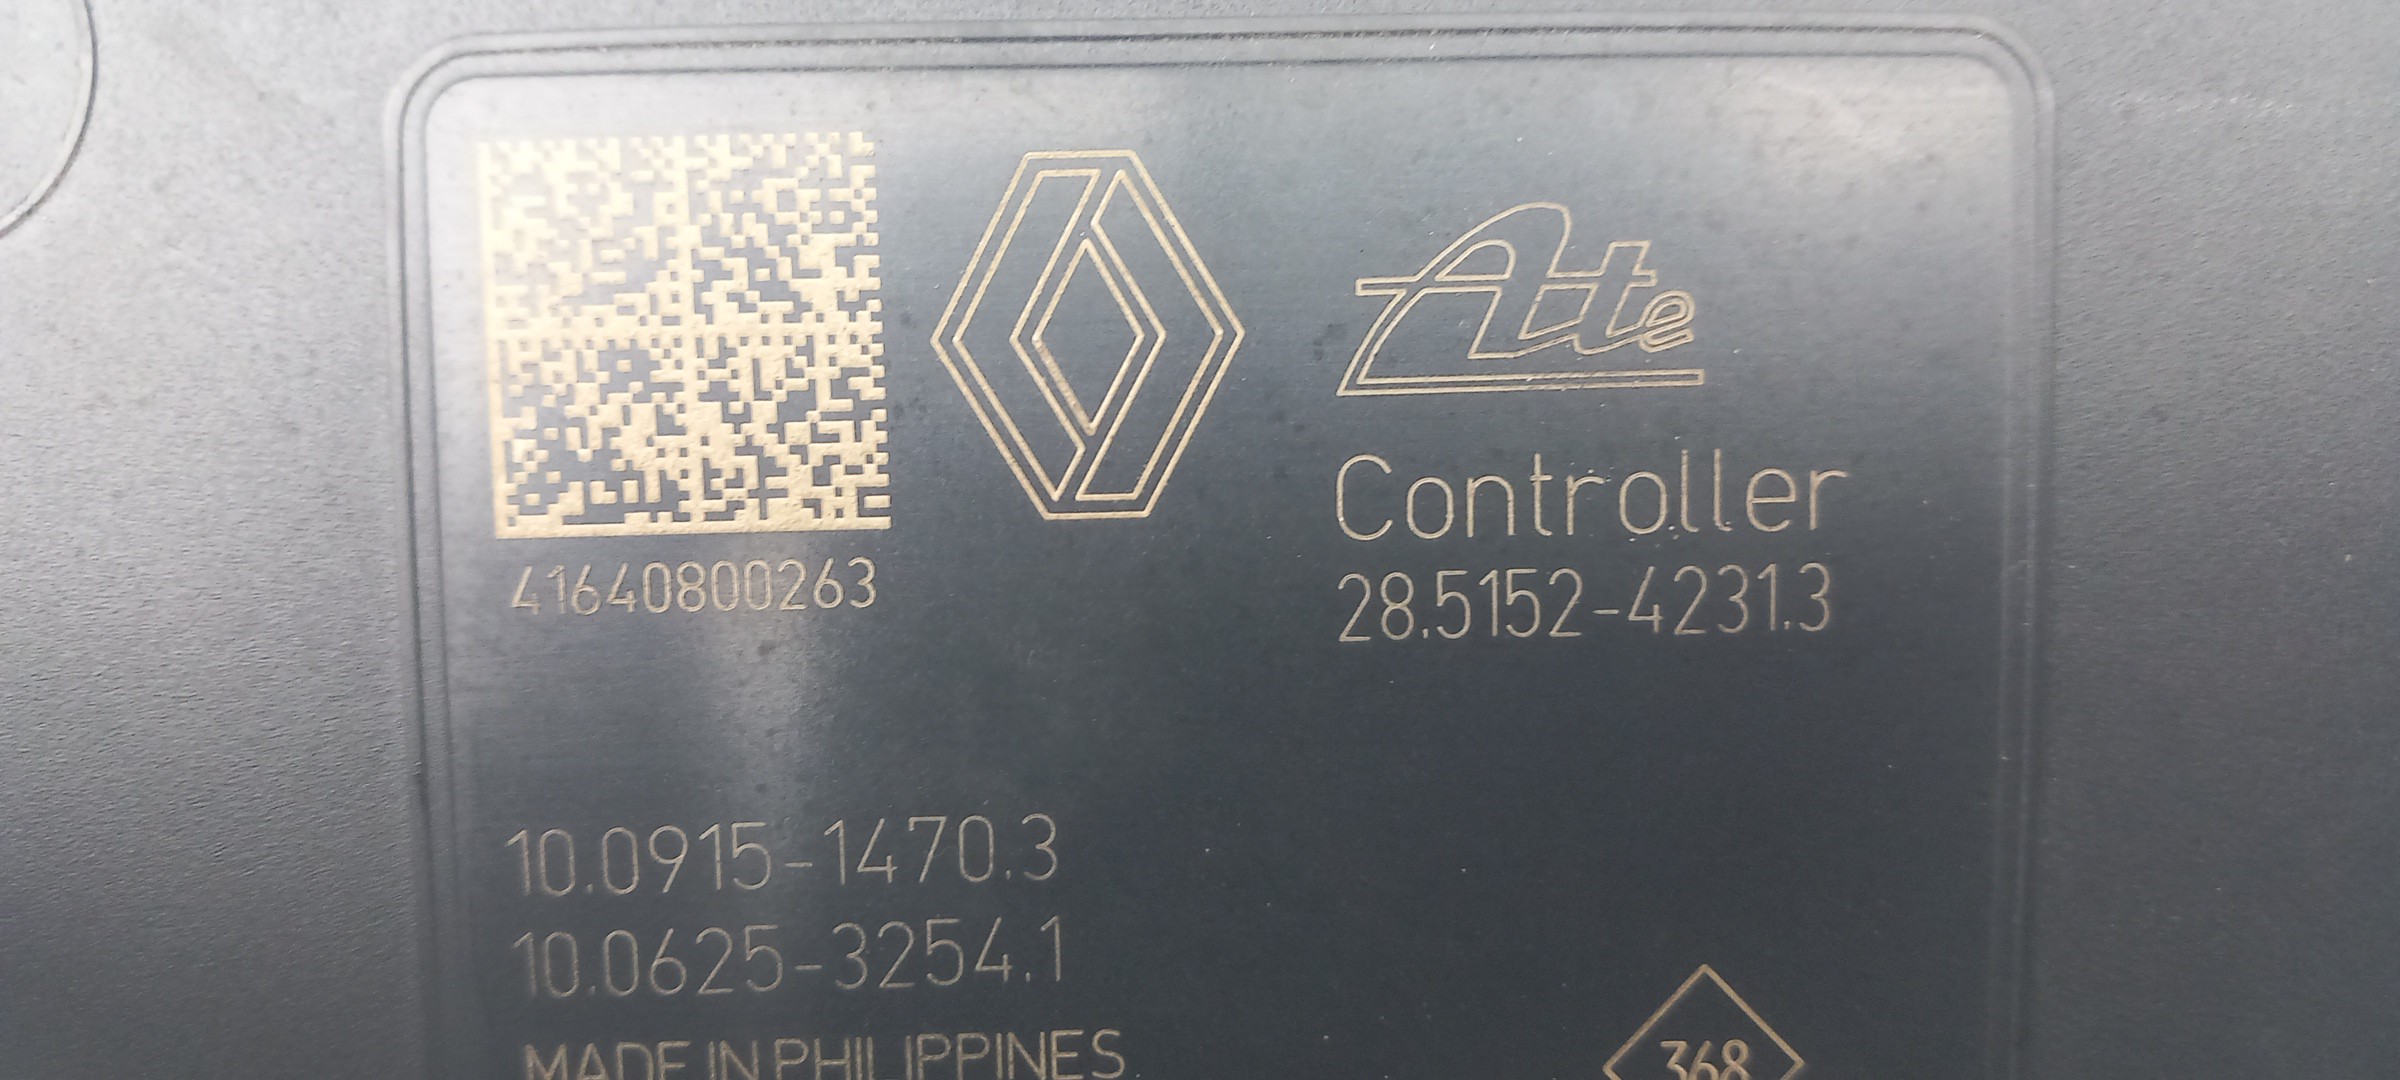 Ate
Controller
41640800263
28.5152-4231.3
10.0915-1470.3
10.0625-3254.1
MADE IN PHILIPPINES
368